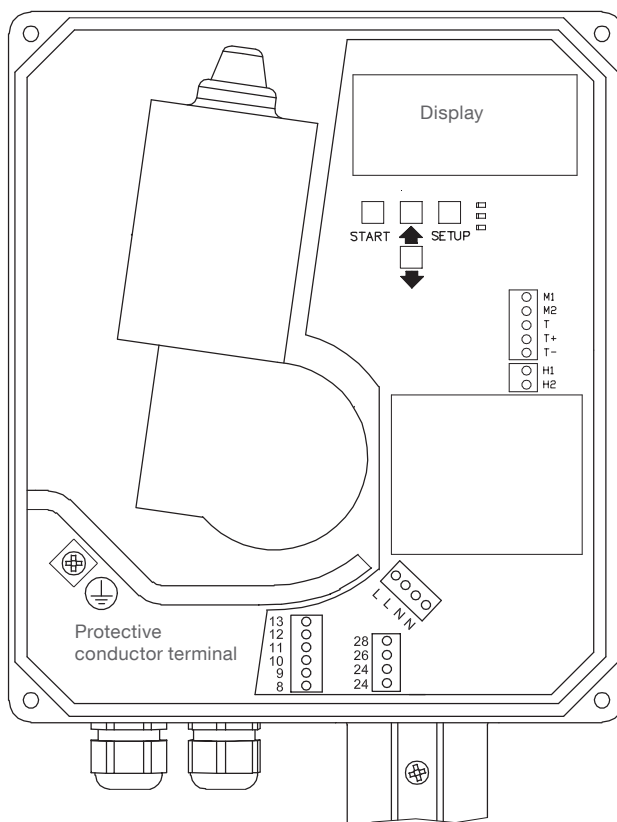 Display
START
SETUP
M1
M2
T
T+
T-
H1
H2
L L N N
Protective
conductor terminal
13
12
11
10
9
8
28
26
24
24